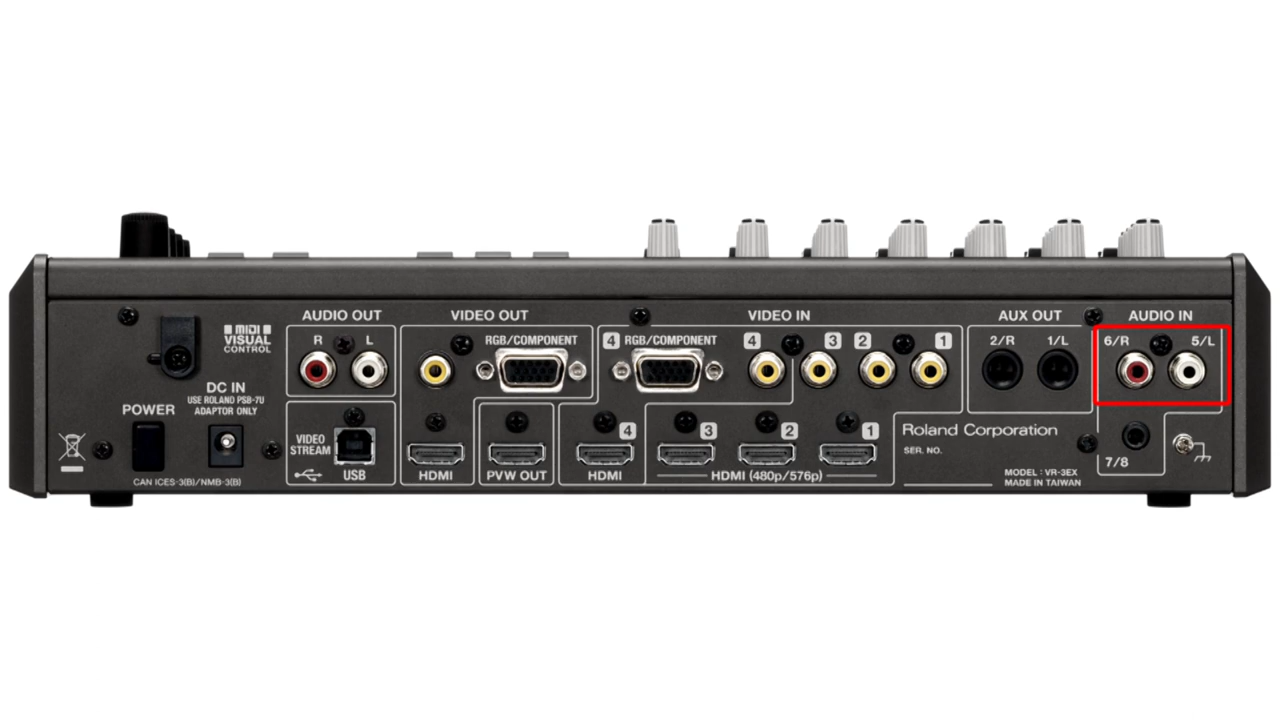 AUDIO OUT
R
L
VIDEO OUT
RGB/COMPONENT
4
RGB/COMPONENT
VIDEO IN
4
3
2
1
AUX OUT
2/R
1/L
AUDIO IN
6/R
5/L
MIDI
VISUAL
CONTROL
DC IN
USE ROLAND PSB-7U
ADAPTOR ONLY
POWER
CAN ICES-3(B)/NMB-3(B)
VIDEO
STREAM
USB
HDMI
PVW OUT
4
HDMI
3
2
1
HDMI (480p/576p)
Roland Corporation
SER. NO.
MODEL : VR-3EX
MADE IN TAIWAN
7/8